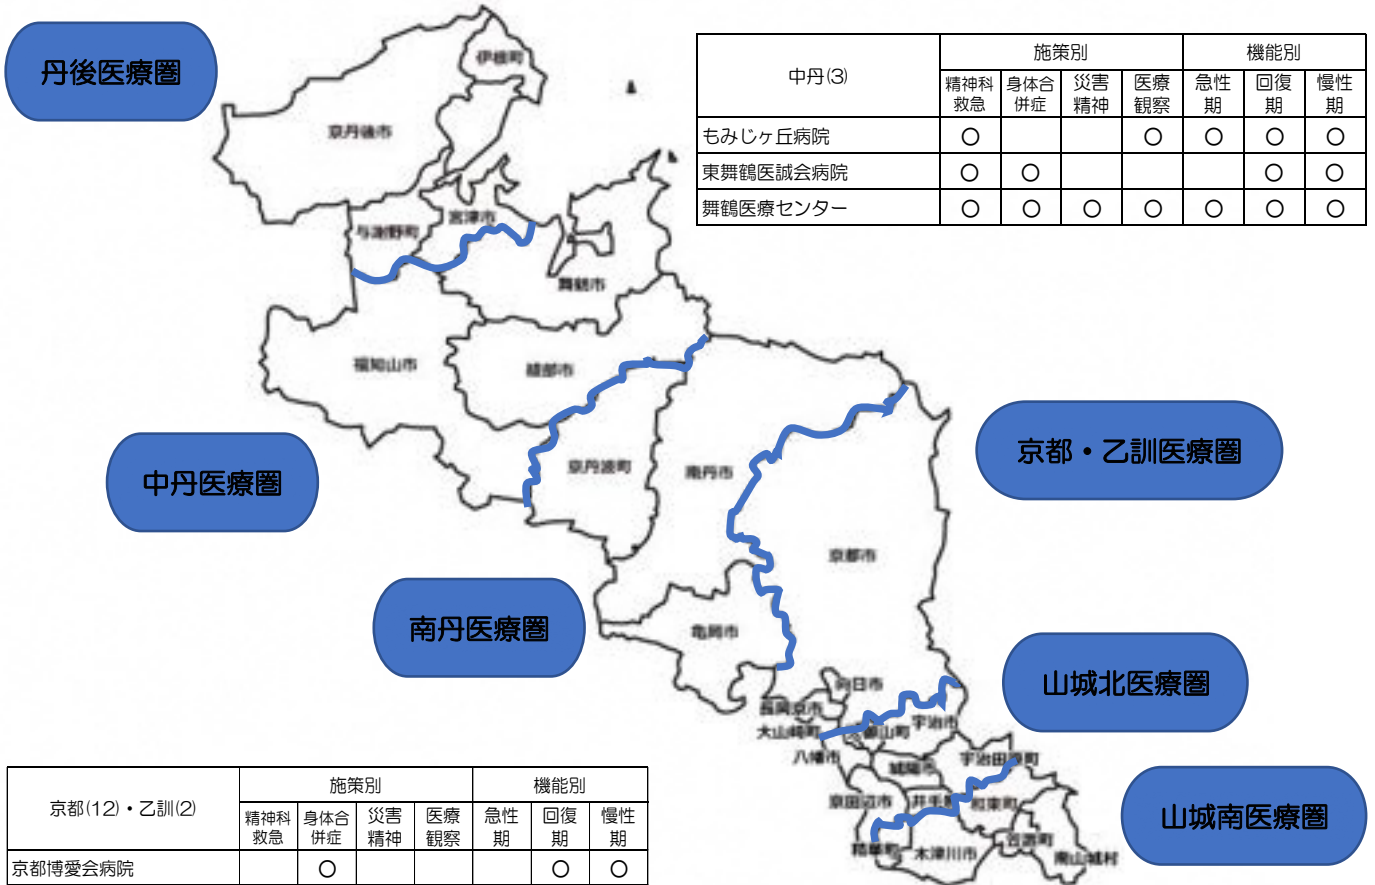 丹後医療圏
中丹(3) 施策別 機能別
精神科救急 身体合併症 災害精神 医療観察 急性期 回復期 慢性期
もみじヶ丘病院 〇 〇 〇 〇 〇
東舞鶴医誠会病院 〇 〇 〇 〇
舞鶴医療センター 〇 〇 〇 〇 〇 〇 〇
伊根町
京丹後市
宮津市
与謝野町
舞鶴市
福知山市
綾部市
京丹波町
南丹市
京都市
亀岡市
中丹医療圏
京都・乙訓医療圏
南丹医療圏
山城北医療圏
向日市
長岡京市
大山崎町
久御山町
宇治市
八幡市
城陽市
宇治田原町
京田辺市
井手町
和束町
精華町
木津川市
笠置町
南山城村
山城南医療圏
京都(12)・乙訓(2) 施策別 機能別
精神科救急 身体合併症 災害精神 医療観察 急性期 回復期 慢性期
京都博愛会病院 〇 〇 〇